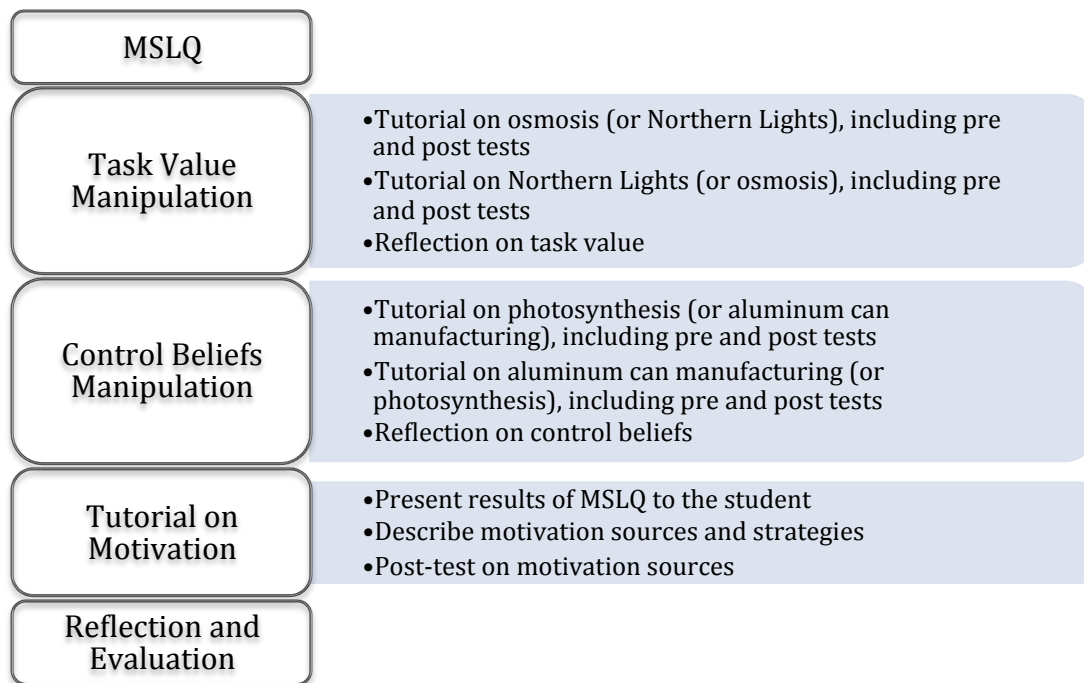 MSLQ
Task Value
Manipulation
•Tutorial on osmosis (or Northern Lights), including pre
and post tests
•Tutorial on Northern Lights (or osmosis), including pre
and post tests
•Reflection on task value
Control Beliefs
Manipulation
•Tutorial on photosynthesis (or aluminum can
manufacturing), including pre and post tests
•Tutorial on aluminum can manufacturing (or
photosynthesis), including pre and post tests
•Reflection on control beliefs
Tutorial on
Motivation
•Present results of MSLQ to the student
•Describe motivation sources and strategies
•Post-test on motivation sources
Reflection and
Evaluation